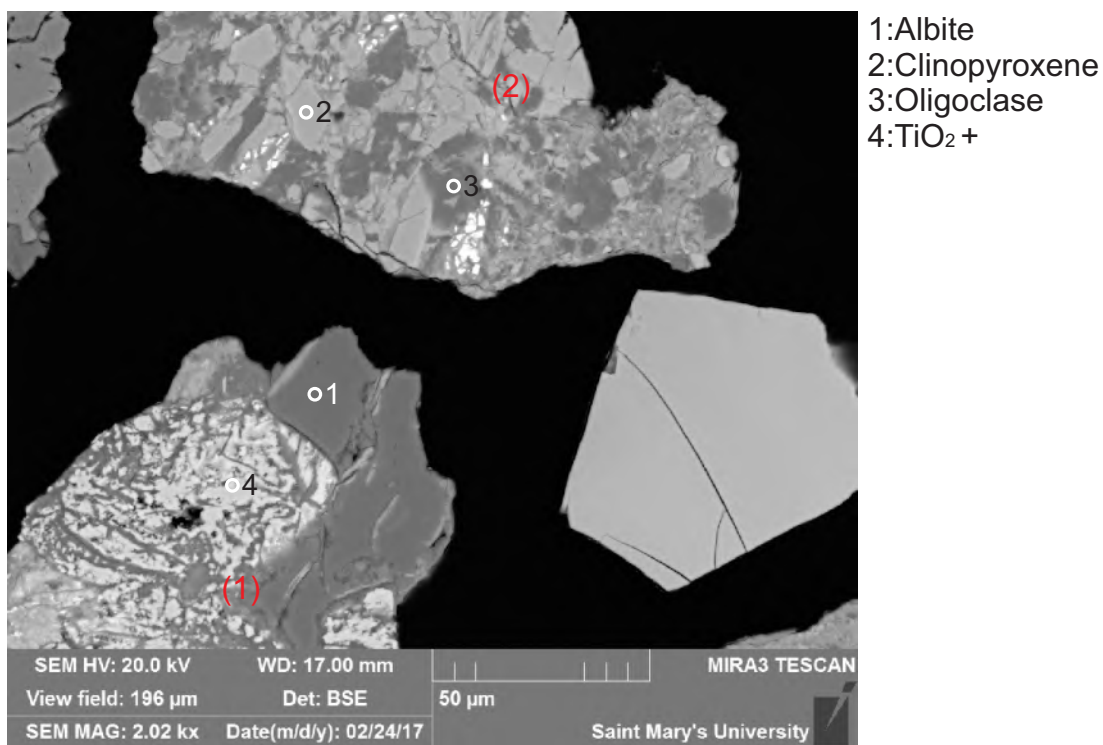 1:Albite
2:Clinopyroxene
3:Oligoclase
4:TiO₂ +
(2)
2
3
1
4
(1)
SEM HV: 20.0 kV WD: 17.00 mm MIRA3 TESCAN
View field: 196 µm Det: BSE 50 µm
SEM MAG: 2.02 kx Date(m/d/y): 02/24/17 Saint Mary's University